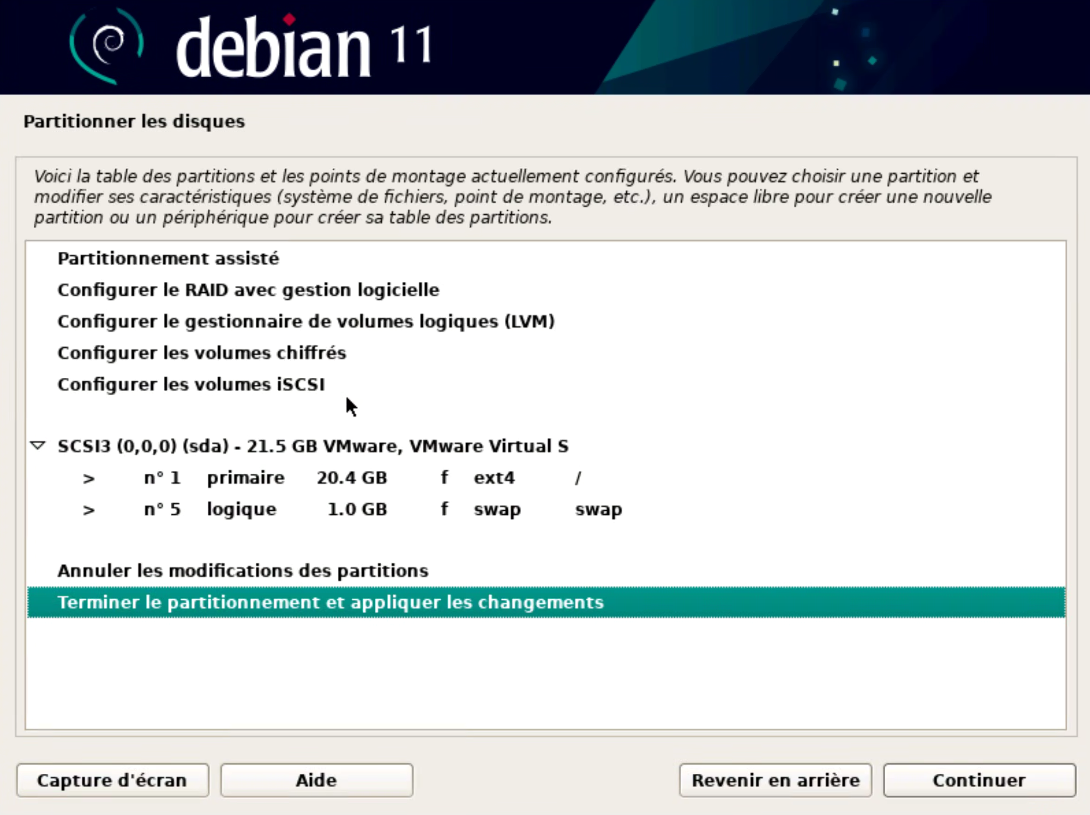 debian 11
Partitionner les disques
Voici la table des partitions et les points de montage actuellement configurés. Vous pouvez choisir une partition et
modifier ses caractéristiques (système de fichiers, point de montage, etc.), un espace libre pour créer une nouvelle
partition ou un périphérique pour créer sa table des partitions.
Partitionnement assisté
Configurer le RAID avec gestion logicielle
Configurer le gestionnaire de volumes logiques (LVM)
Configurer les volumes chiffrés
Configurer les volumes iSCSI
SCSI3 (0,0,0) (sda) - 21.5 GB VMware, VMware Virtual S
> n° 1 primaire 20.4 GB f ext4 /
> n° 5 logique 1.0 GB f swap swap
Annuler les modifications des partitions
Terminer le partitionnement et appliquer les changements
Capture d'écran Aide Revenir en arrière Continuer